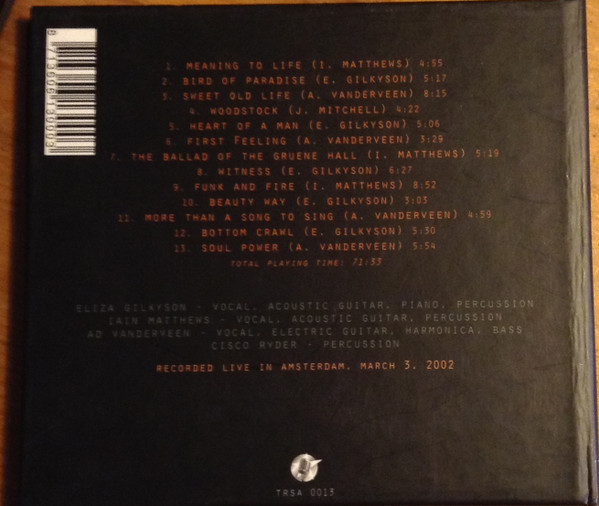 1. MEANING TO LIFE (I. MATTHEWS) 4:55
2. BIRD OF PARADISE (E. GILKYSON) 5:17
3. SWEET OLD LIFE (A. VANDERVEEN) 8:15
4. WOODSTOCK (J. MITCHELL) 4:22
5. HEART OF A MAN (E. GILKYSON) 5:06
6. FIRST FEELING (A. VANDERVEEN) 3:29
7. THE BALLAD OF THE GRUENE HALL (I. MATTHEWS) 5:19
8. WITNESS (E. GILKYSON) 6:27
9. FUNK AND FIRE (I. MATTHEWS) 8:52
10. BEAUTY WAY (E. GILKYSON) 3:03
11. MORE THAN A SONG TO SING (A. VANDERVEEN) 4:59
12. BOTTOM CRAWL (E. GILKYSON) 5:30
13. SOUL POWER (A. VANDERVEEN) 5:54
TOTAL PLAYING TIME: 71:33
ELIZA GILKYSON - VOCAL, ACOUSTIC GUITAR, PIANO, PERCUSSION
IAIN MATTHEWS - VOCAL, ACOUSTIC GUITAR, PERCUSSION
AD VANDERVEEN - VOCAL, ELECTRIC GUITAR, HARMONICA, BASS
CISCO RYDER - PERCUSSION
RECORDED LIVE IN AMSTERDAM, MARCH 3, 2002
TRSA 0013